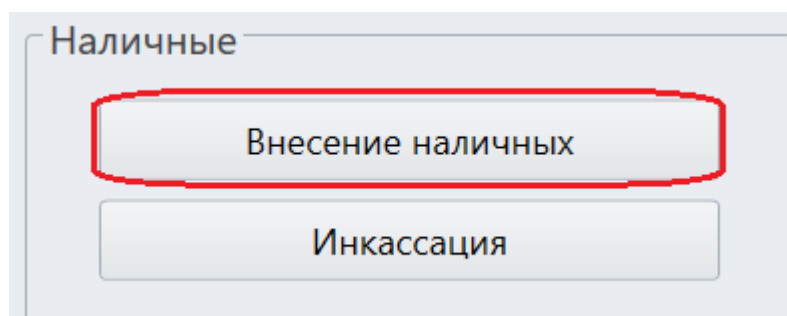 Наличные
Внесение наличных
Инкассация